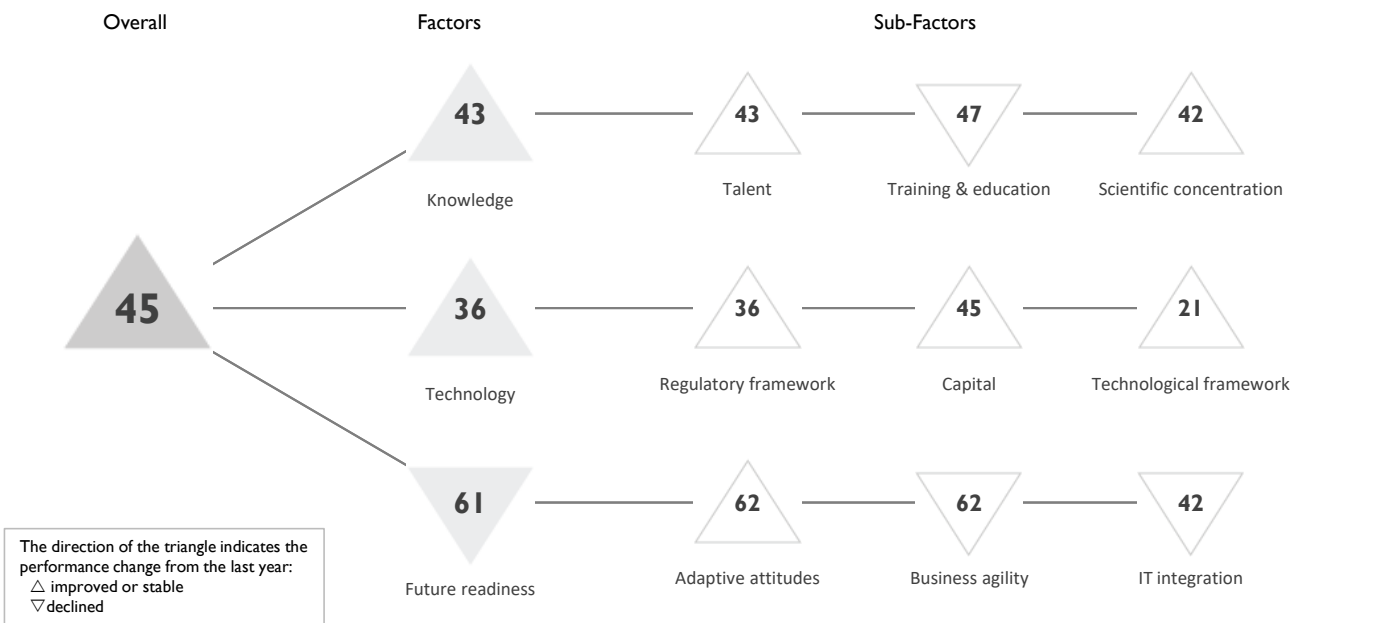 Overall
Factors
Sub-Factors
43
43
47
42
Knowledge
Talent
Training & education
Scientific concentration
45
36
36
45
21
Technology
Regulatory framework
Capital
Technological framework
61
62
62
42
Future readiness
Adaptive attitudes
Business agility
IT integration
The direction of the triangle indicates the
performance change from the last year:
△ improved or stable
▽ declined